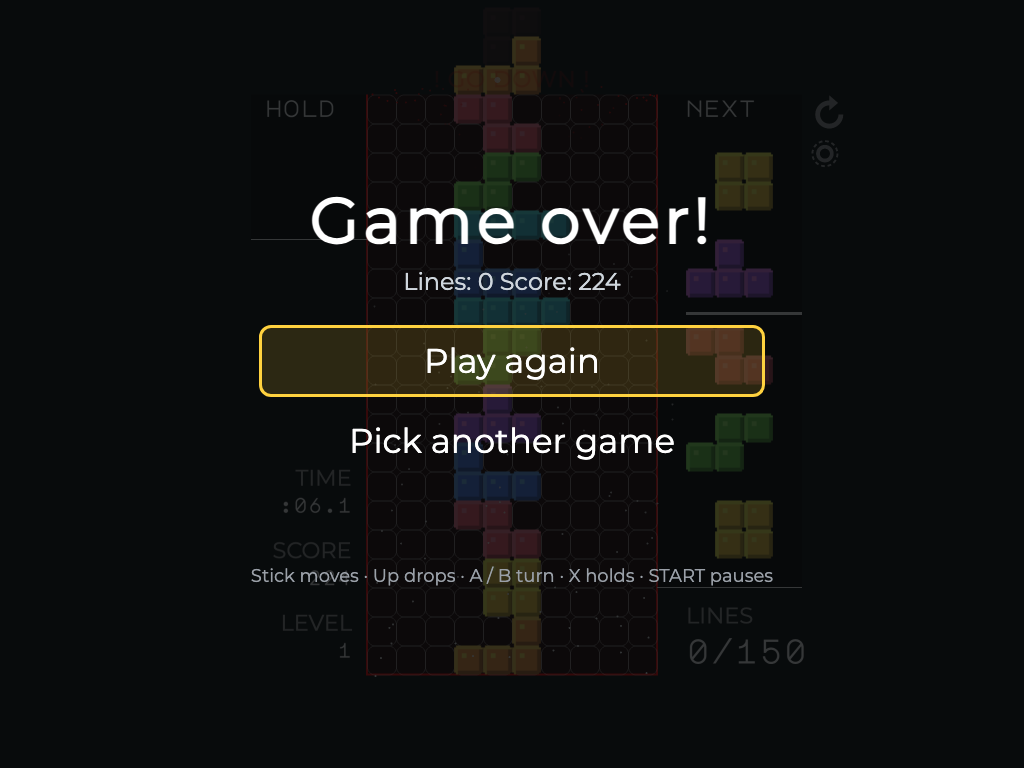 HOLD
NEXT
Game over!
Lines: 0 Score: 224
Play again
Pick another game
TIME
:06.1
SCORE
224
Stick moves · Up drops · A / B turn · X holds · START pauses
LEVEL
1
LINES
0/150